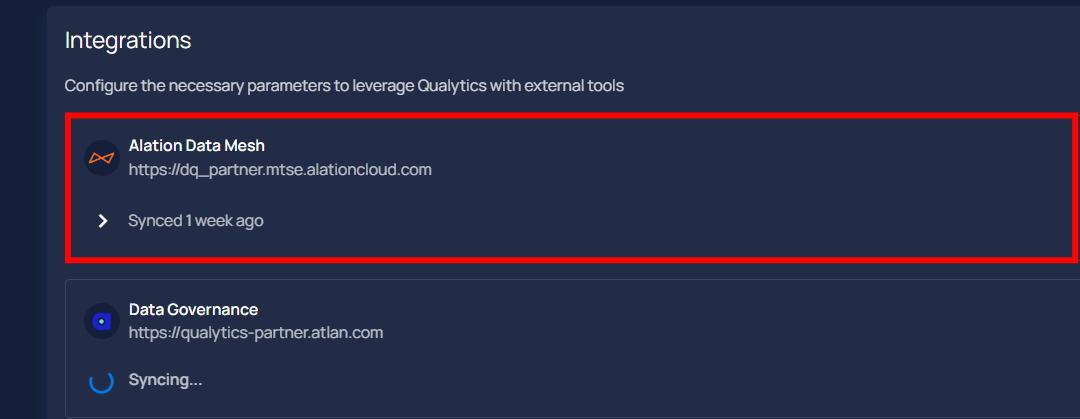 Integrations
Configure the necessary parameters to leverage Qualytics with external tools
Alation Data Mesh
https://dq_partner.mtse.alationcloud.com
Synced 1 week ago
Data Governance
https://qualytics-partner.atlan.com
Syncing...